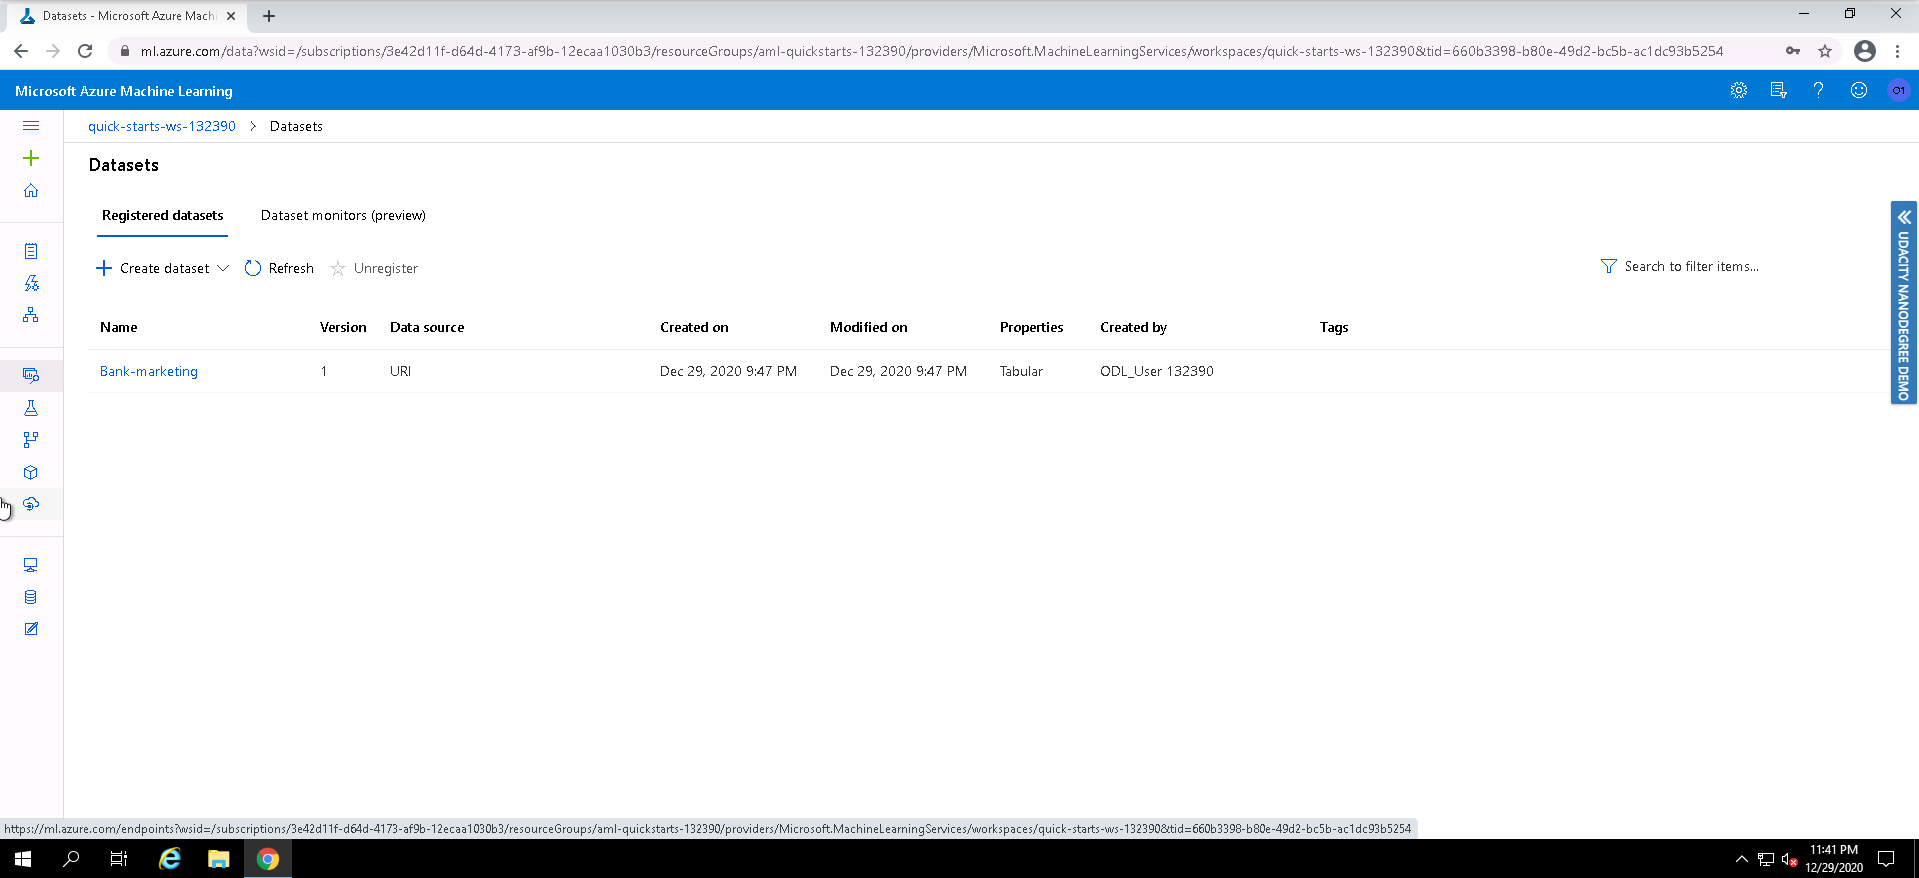 Datasets - Microsoft Azure Machi
ml.azure.com/data?wsid=/subscriptions/3e42d11f-d64d-4173-af9b-12ecaa1030b3/resourceGroups/aml-quickstarts-132390/providers/Microsoft.MachineLearningServices/workspaces/quick-starts-ws-132390&tid=660b3398-b80e-49d2-bc5b-ac1dc93b5254
Microsoft Azure Machine Learning
O1
quick-starts-ws-132390 > Datasets
Datasets
Registered datasets Dataset monitors (preview)
Create dataset Refresh Unregister Search to filter items...
Name Version Data source Created on Modified on Properties Created by Tags
Bank-marketing 1 URI Dec 29, 2020 9:47 PM Dec 29, 2020 9:47 PM Tabular ODL_User 132390
UDACITY NANODEGREE DEMO
https://ml.azure.com/endpoints?wsid=/subscriptions/3e42d11f-d64d-4173-af9b-12ecaa1030b3/resourceGroups/aml-quickstarts-132390/providers/Microsoft.MachineLearningServices/workspaces/quick-starts-ws-132390&tid=660b3398-b80e-49d2-bc5b-ac1dc93b5254
11:41 PM
12/29/2020